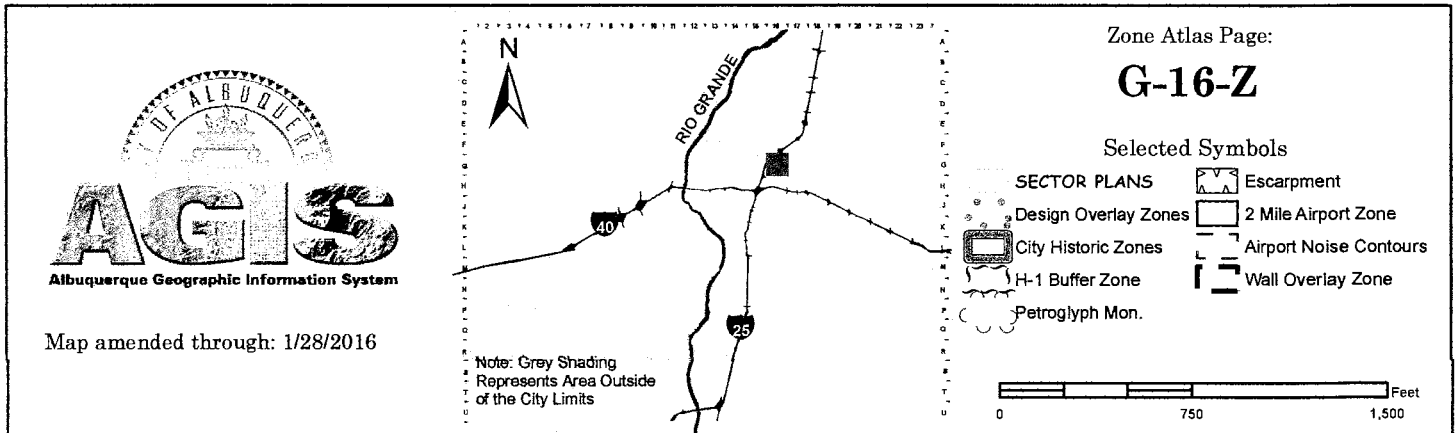 Y OF ALBUQUERQ
AGIS
Albuquerque Geographic Information System
Map amended through: 1/28/2016
N
RIO GRANDE
40
25
Note: Grey Shading
Represents Area Outside
of the City Limits
Zone Atlas Page:
G-16-Z
Selected Symbols
SECTOR PLANS
Design Overlay Zones
City Historic Zones
H-1 Buffer Zone
Petroglyph Mon.
Escarpment
2 Mile Airport Zone
Airport Noise Contours
Wall Overlay Zone
Feet
0 750 1,500